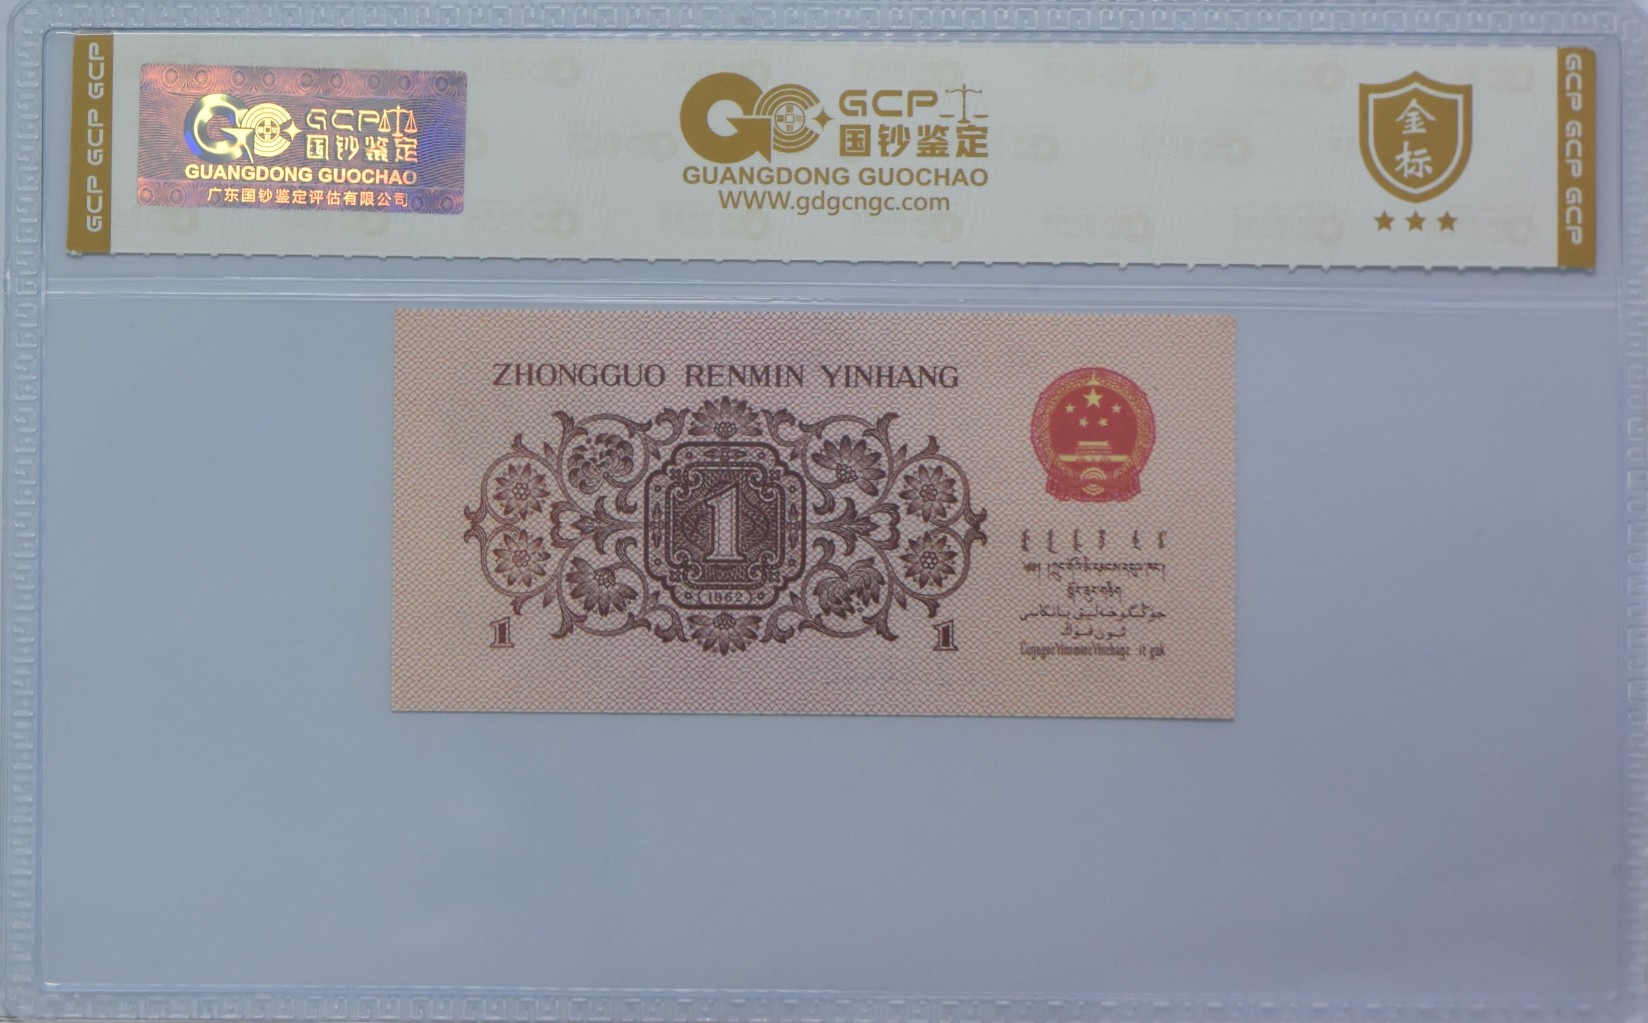 GCP GCP GCP
GCP
国钞鉴定
GUANGDONG GUOCHAO
广东国钞鉴定评估有限公司
GCP
国钞鉴定
GUANGDONG GUOCHAO
WWW.gdgcngc.com
金标
GCP GCP GCP
ZHONGGUO RENMIN YINHANG
1
(1962)
1
1